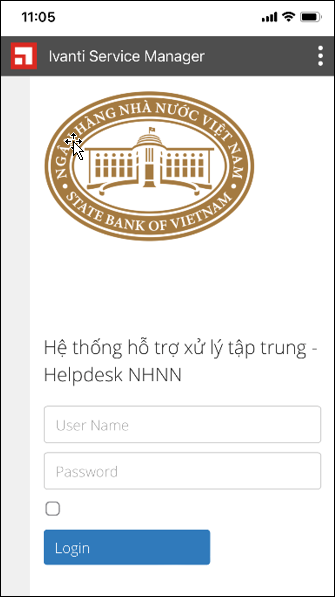 11:05
Ivanti Service Manager
NGÂN HÀNG NHÀ NƯỚC VIỆT NAM
STATE BANK OF VIETNAM
Hệ thống hỗ trợ xử lý tập trung -
Helpdesk NHNN
User Name
Password
Login